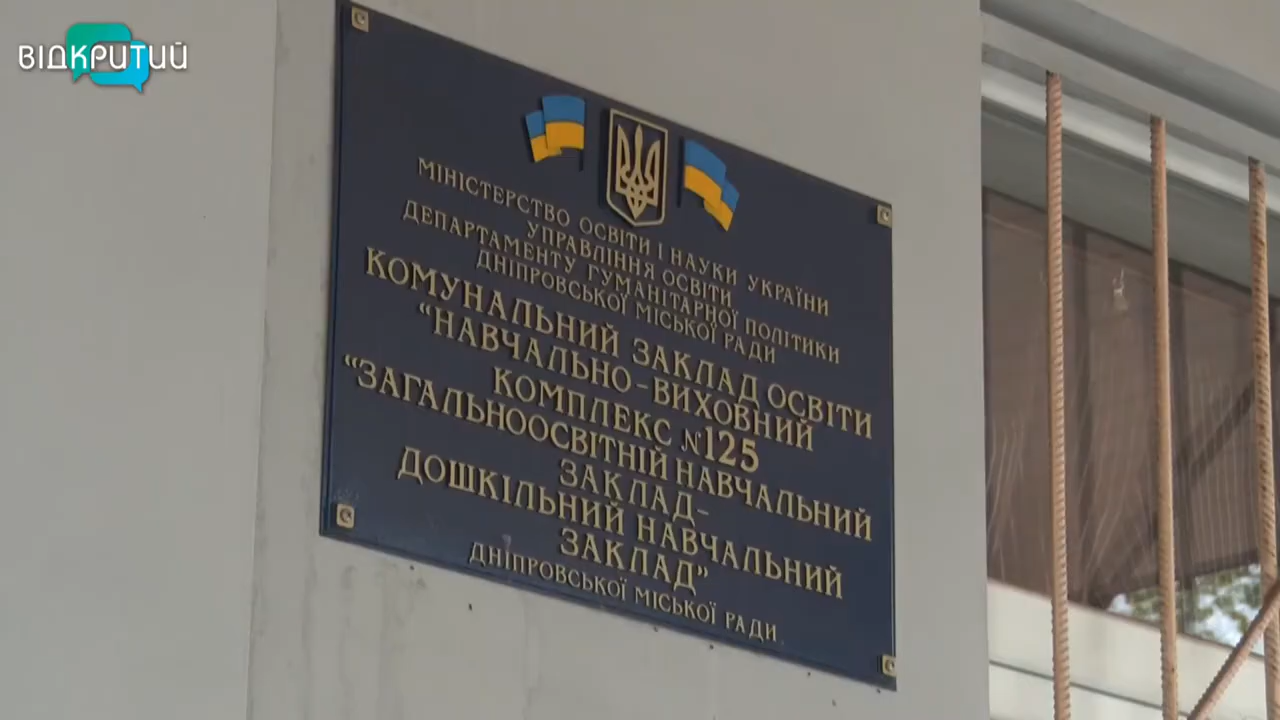 ВІДКРИТИЙ
МІНІСТЕРСТВО ОСВІТИ І НАУКИ УКРАЇНИ
УПРАВЛІННЯ ОСВІТИ
ДЕПАРТАМЕНТУ ГУМАНІТАРНОЇ ПОЛІТИКИ
ДНІПРОВСЬКОЇ МІСЬКОЇ РАДИ
КОМУНАЛЬНИЙ ЗАКЛАД ОСВІТИ
“НАВЧАЛЬНО-ВИХОВНИЙ
КОМПЛЕКС №125
“ЗАГАЛЬНООСВІТНІЙ НАВЧАЛЬНИЙ
ЗАКЛАД-
ДОШКІЛЬНИЙ НАВЧАЛЬНИЙ
ЗАКЛАД”
ДНІПРОВСЬКОЇ МІСЬКОЇ РАДИ